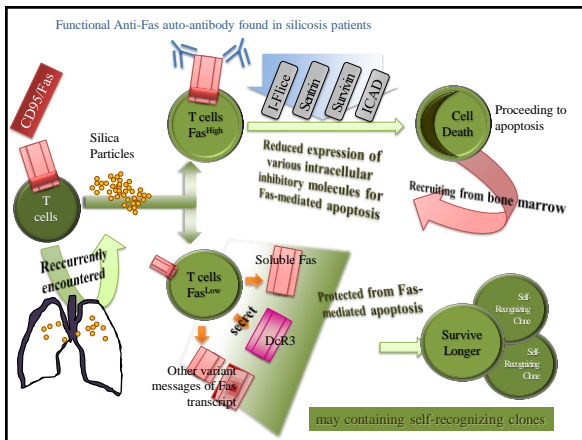 Functional Anti-Fas auto-antibody found in silicosis patients
CD95/Fas
T
cells
Silica
Particles
T cells
Fas^High
I-Flice
Sentrin
Survivin
ICAD
Reduced expression of
various intracellular
inhibitory molecules for
Fas-mediated apoptosis
Cell
Death
Proceeding to
apoptosis
Recruiting from bone marrow
Reccurrently
encountered
T cells
Fas^Low
Soluble Fas
secret
DcR3
Other variant
messages of Fas
transcript
Protected from Fas-
mediated apoptosis
Survive
Longer
Self-
Recognizing
Clone
Self-
Recognizing
Clone
may containing self-recognizing clones